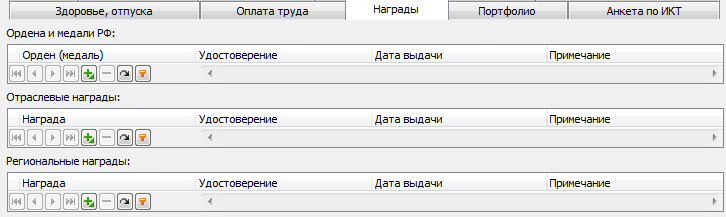 Здоровье, отпуска Оплата труда Награды Портфолио Анкета по ИКТ
Ордена и медали РФ:
Орден (медаль) Удостоверение Дата выдачи Примечание
Отраслевые награды:
Награда Удостоверение Дата выдачи Примечание
Региональные награды:
Награда Удостоверение Дата выдачи Примечание